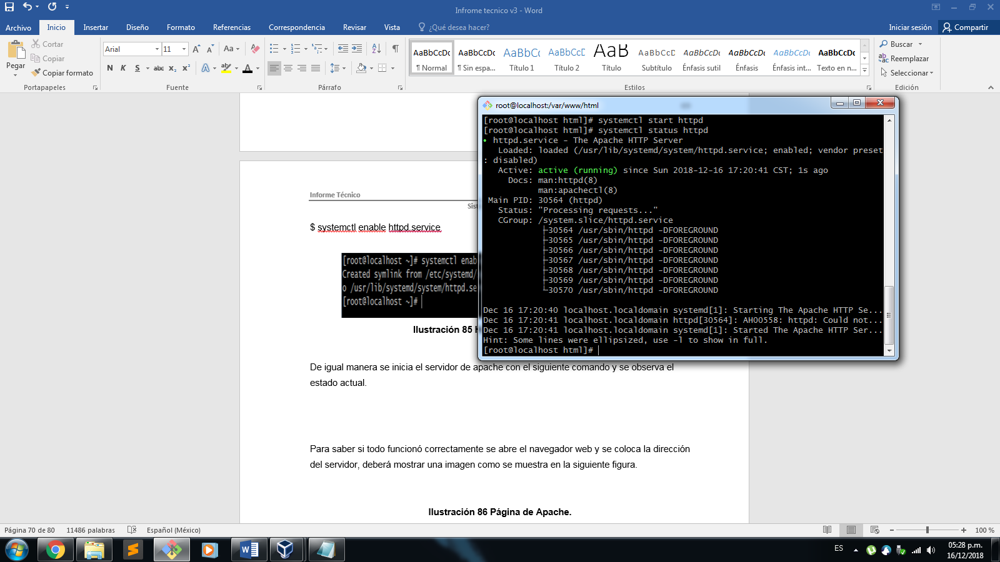 Infrome tecnico v3 - Word
Archivo Inicio Insertar Diseño Formato Referencias Correspondencia Revisar Vista ¿Qué desea hacer? Iniciar sesión Compartir
Pegar
Cortar
Copiar
Copiar formato
Portapapeles
Arial 11
Aa
N K S abc x₂ x²
Fuente
Párrafo
AaBbCcDc AaBbCcDc AaBbCc AaBbCcD AaB AaBbCcD AaBbCcDc AaBbCcDc AaBbCcDc AaBbCcDc
¶ Normal ¶ Sin espa... Título 1 Título 2 Título Subtítulo Énfasis sutil Énfasis Énfasis int... Texto en n...
Estilos
Buscar
Reemplazar
Seleccionar
Edición
Informe Técnico
Sis
$ systemctl enable httpd.service
[root@localhost ~]# systemctl enab
Created symlink from /etc/systemd/
o /usr/lib/systemd/system/httpd.se
[root@localhost ~]#
Ilustración 85 H
De igual manera se inicia el servidor de apache con el siguiente comando y se observa el
estado actual.
Para saber si todo funcionó correctamente se abre el navegador web y se coloca la dirección
del servidor, deberá mostrar una imagen como se muestra en la siguiente figura.
Ilustración 86 Página de Apache.
root@localhost:/var/www/html
[root@localhost html]# systemctl start httpd
[root@localhost html]# systemctl status httpd
• httpd.service - The Apache HTTP Server
Loaded: loaded (/usr/lib/systemd/system/httpd.service; enabled; vendor preset
: disabled)
Active: active (running) since Sun 2018-12-16 17:20:41 CST; 1s ago
Docs: man:httpd(8)
man:apachectl(8)
Main PID: 30564 (httpd)
Status: "Processing requests..."
CGroup: /system.slice/httpd.service
├30564 /usr/sbin/httpd -DFOREGROUND
├30565 /usr/sbin/httpd -DFOREGROUND
├30566 /usr/sbin/httpd -DFOREGROUND
├30567 /usr/sbin/httpd -DFOREGROUND
├30568 /usr/sbin/httpd -DFOREGROUND
├30569 /usr/sbin/httpd -DFOREGROUND
└30570 /usr/sbin/httpd -DFOREGROUND
Dec 16 17:20:40 localhost.localdomain systemd[1]: Starting The Apache HTTP Se...
Dec 16 17:20:41 localhost.localdomain httpd[30564]: AH00558: httpd: Could not...
Dec 16 17:20:41 localhost.localdomain systemd[1]: Started The Apache HTTP Ser...
Hint: Some lines were ellipsized, use -l to show in full.
[root@localhost html]#
Página 70 de 80 11486 palabras Español (México) 100 %
ES
05:28 p.m.
16/12/2018